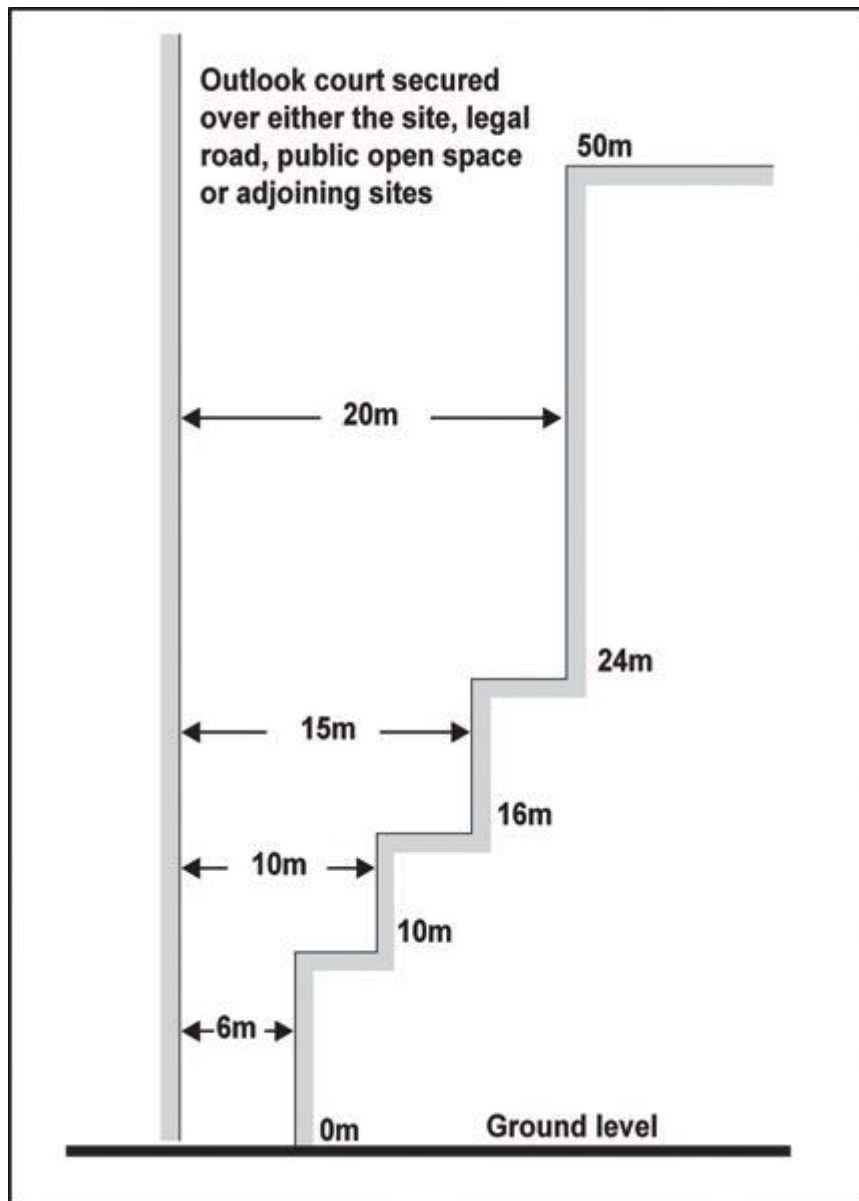 Outlook court secured
over either the site, legal
road, public open space
or adjoining sites
50m
20m
24m
15m
16m
10m
10m
6m
0m
Ground level